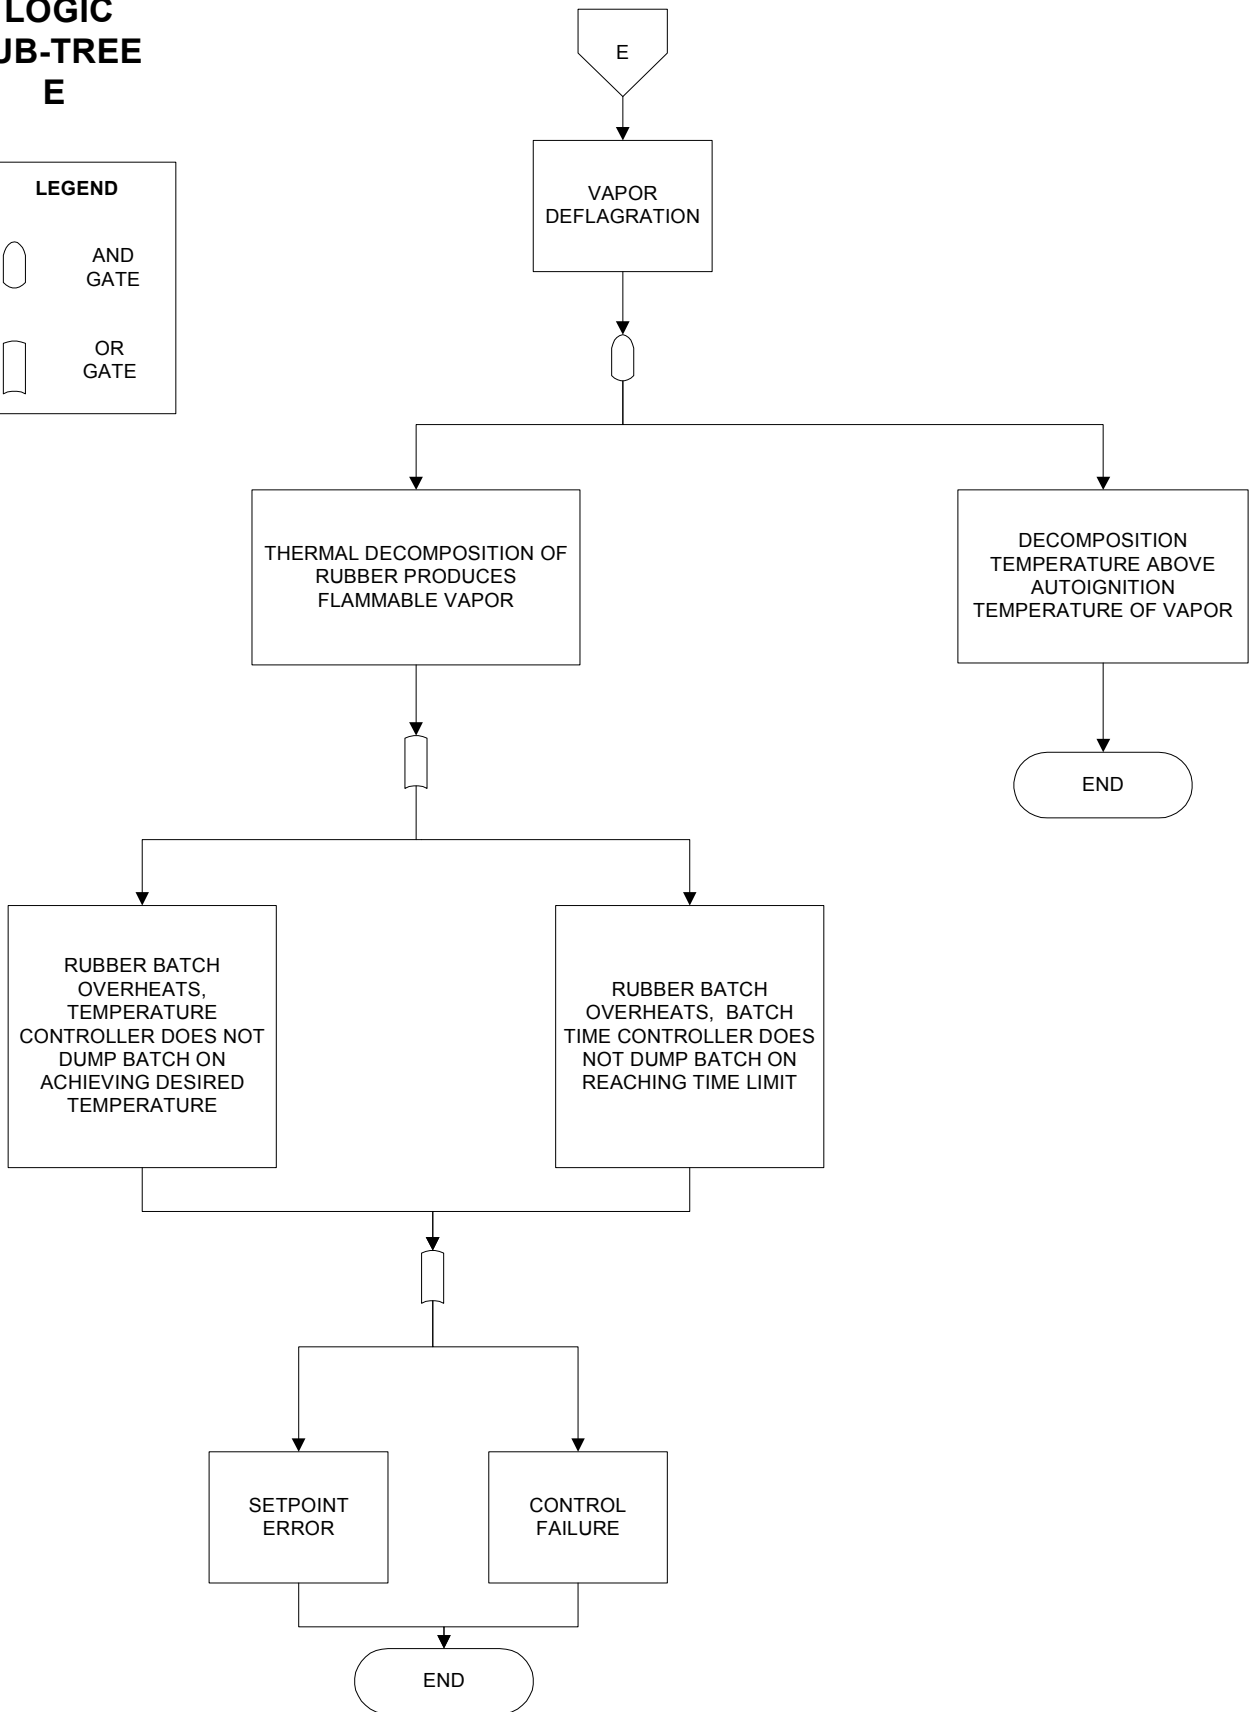 LOGIC
UB-TREE
E
LEGEND
AND
GATE
OR
GATE
E
VAPOR
DEFLAGRATION
THERMAL DECOMPOSITION OF
RUBBER PRODUCES
FLAMMABLE VAPOR
DECOMPOSITION
TEMPERATURE ABOVE
AUTOIGNITION
TEMPERATURE OF VAPOR
END
RUBBER BATCH
OVERHEATS,
TEMPERATURE
CONTROLLER DOES NOT
DUMP BATCH ON
ACHIEVING DESIRED
TEMPERATURE
RUBBER BATCH
OVERHEATS, BATCH
TIME CONTROLLER DOES
NOT DUMP BATCH ON
REACHING TIME LIMIT
SETPOINT
ERROR
CONTROL
FAILURE
END